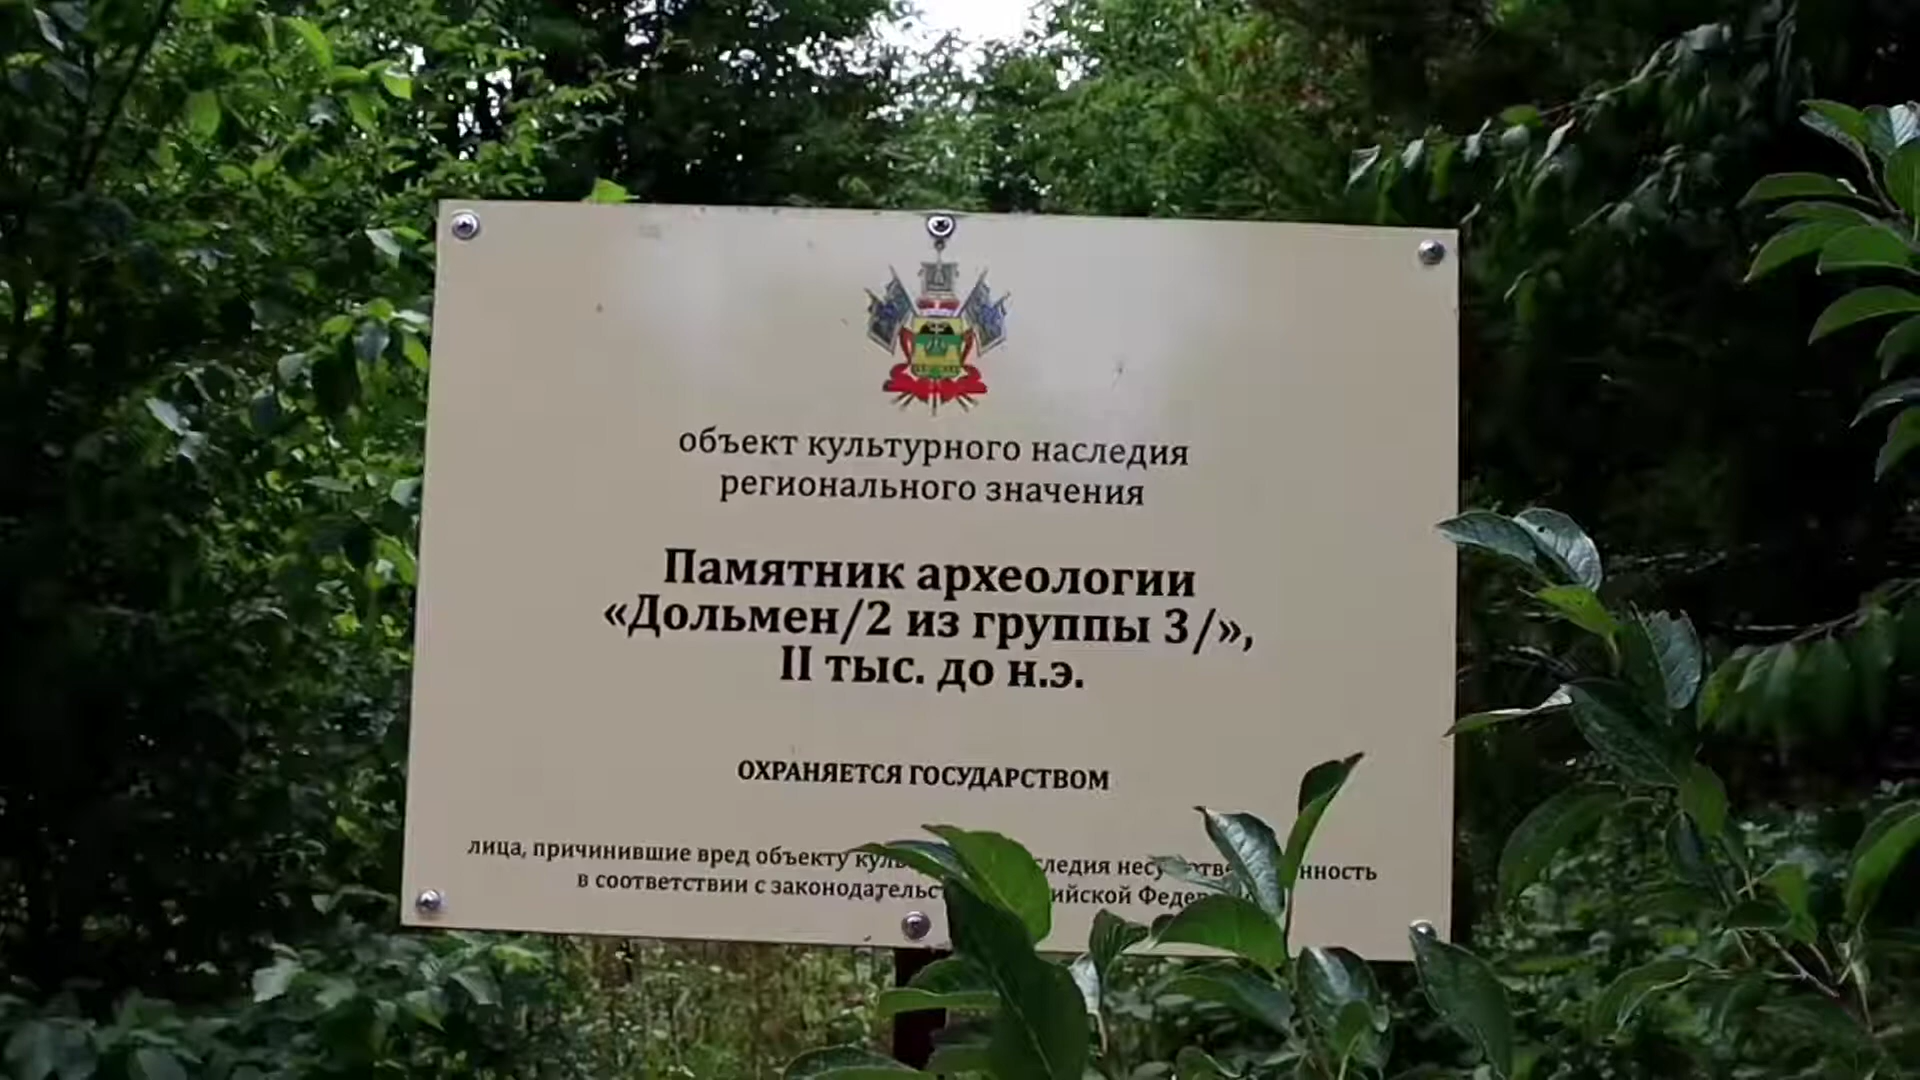 объект культурного наследия
регионального значения
Памятник археологии
«Дольмен/2 из группы 3/»,
II тыс. до н.э.
ОХРАНЯЕТСЯ ГОСУДАРСТВОМ
лица, причинившие вред объекту
в соответствии с